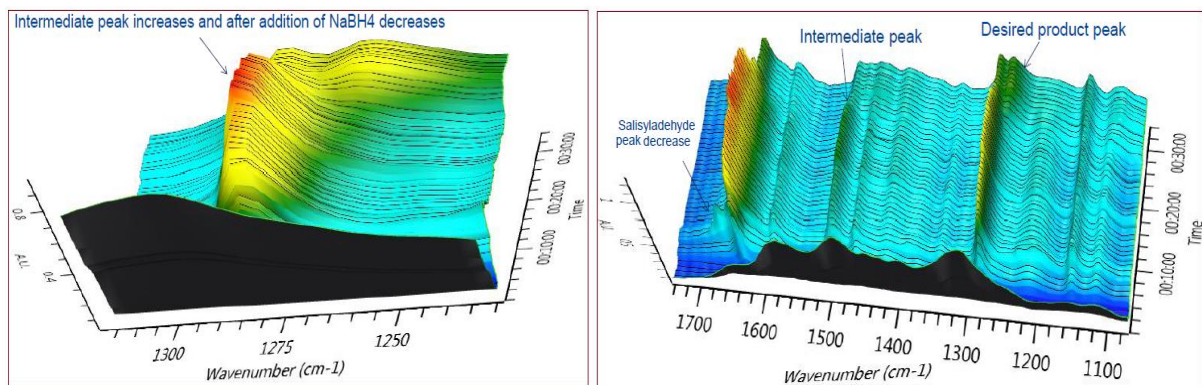 Intermediate peak increases and after addition of NaBH4 decreases
0.8
A.U.
0.4
1300
1275
1250
Wavenumber (cm-1)
00:10:00
00:20:00
00:30:00
Time
Intermediate peak
Desired product peak
Salisyladehyde
peak decrease
1700
1600
1500
1400
1300
1200
1100
Wavenumber (cm-1)
00:10:00
00:20:00
00:30:00
Time